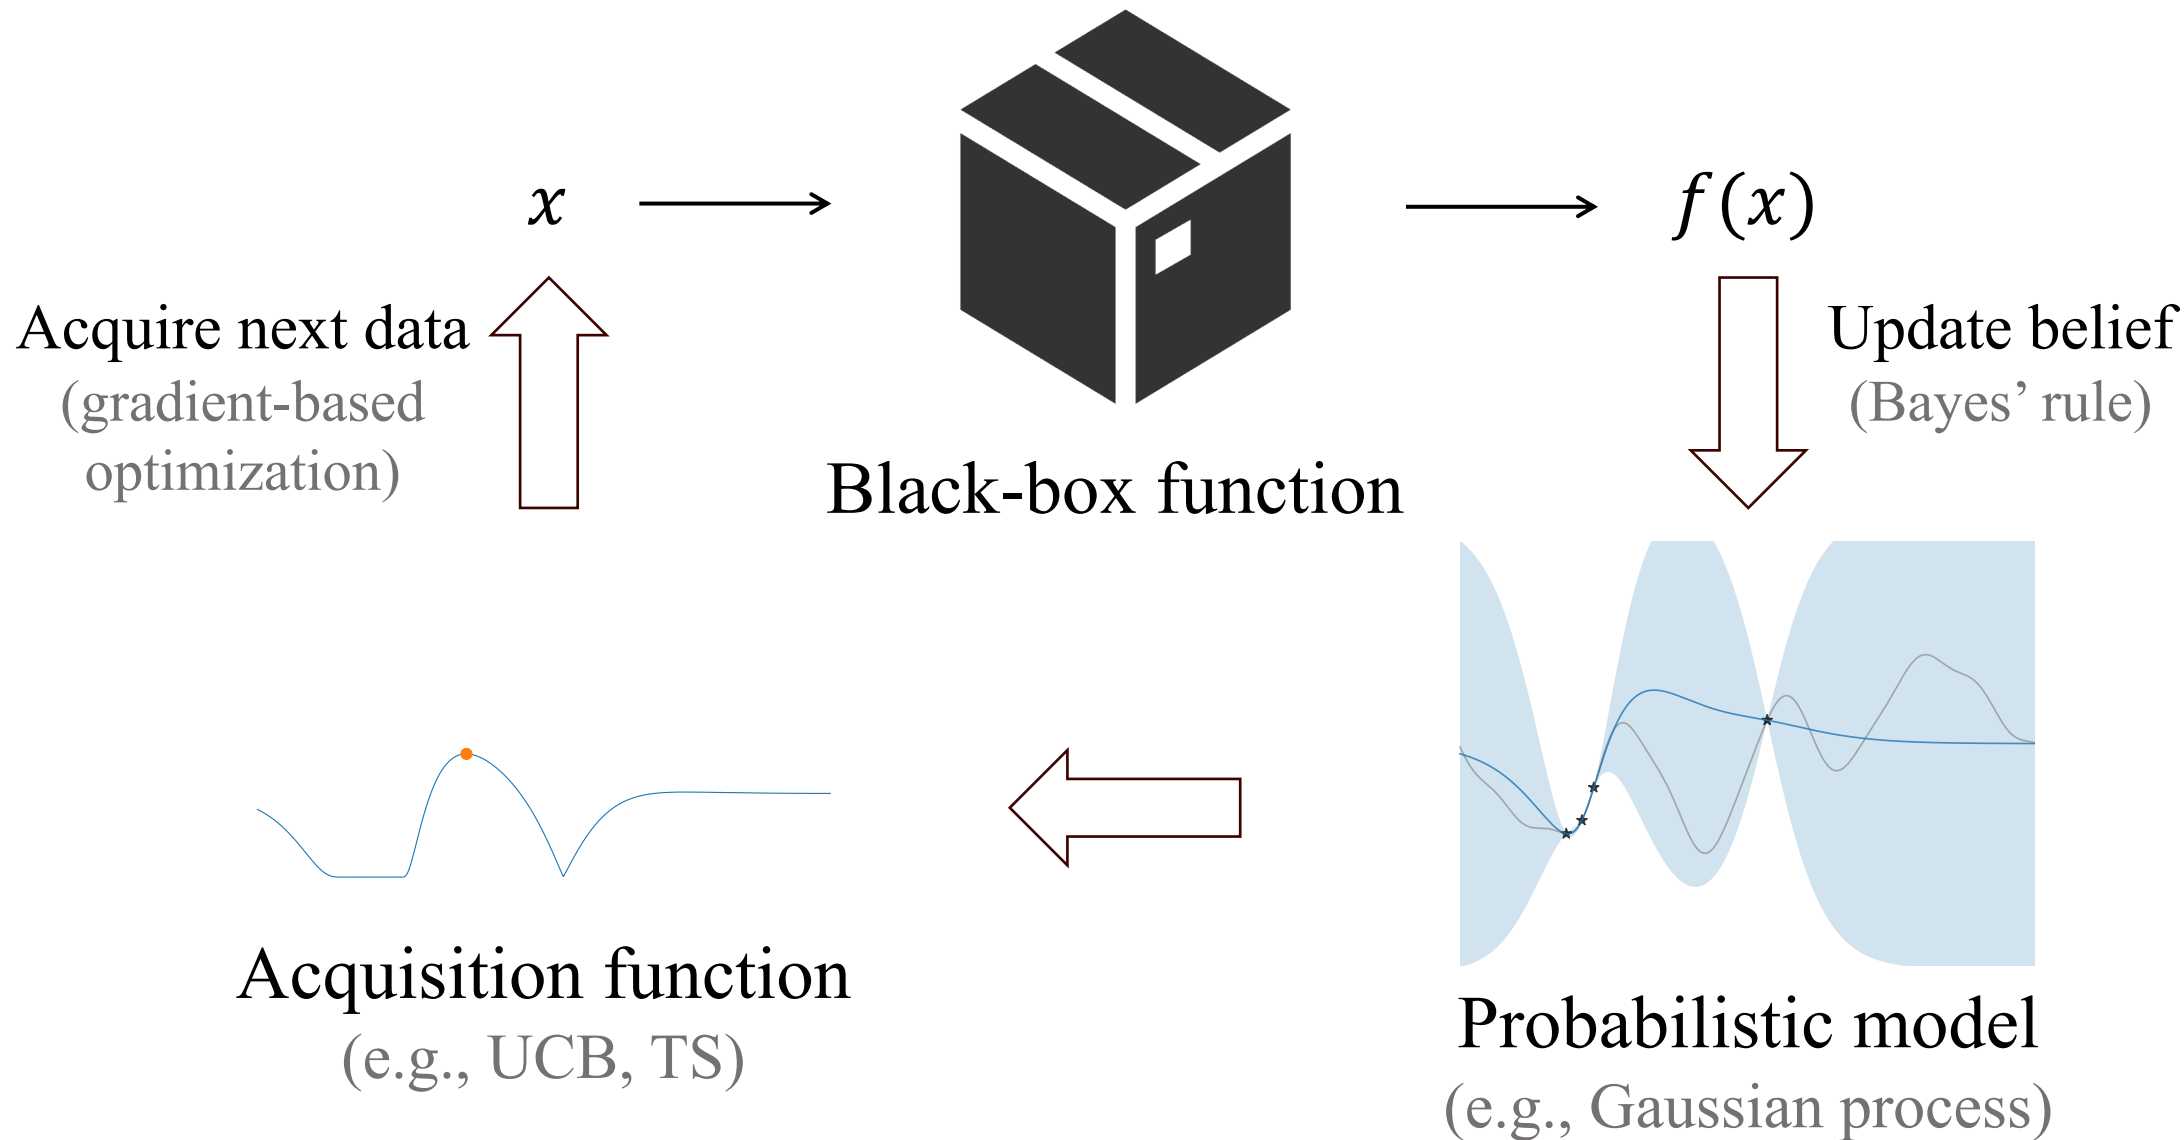 x
f(x)
Acquire next data
(gradient-based
optimization)
Black-box function
Update belief
(Bayes’ rule)
Acquisition function
(e.g., UCB, TS)
Probabilistic model
(e.g., Gaussian process)